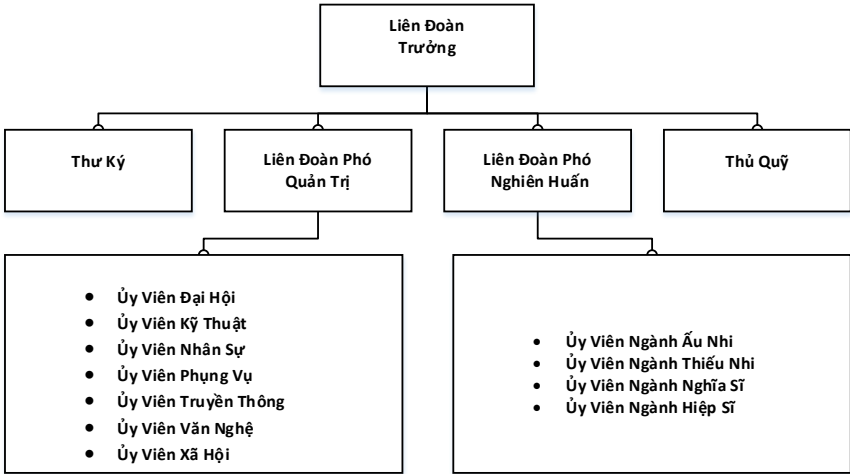 Liên Đoàn
Trưởng
Thư Ký
Liên Đoàn Phó
Quản Trị
Liên Đoàn Phó
Nghiên Huấn
Thủ Quỹ
• Ủy Viên Đại Hội
• Ủy Viên Kỹ Thuật
• Ủy Viên Nhân Sự
• Ủy Viên Phụng Vụ
• Ủy Viên Truyền Thông
• Ủy Viên Văn Nghệ
• Ủy Viên Xã Hội
• Ủy Viên Ngành Ấu Nhi
• Ủy Viên Ngành Thiếu Nhi
• Ủy Viên Ngành Nghĩa Sĩ
• Ủy Viên Ngành Hiệp Sĩ